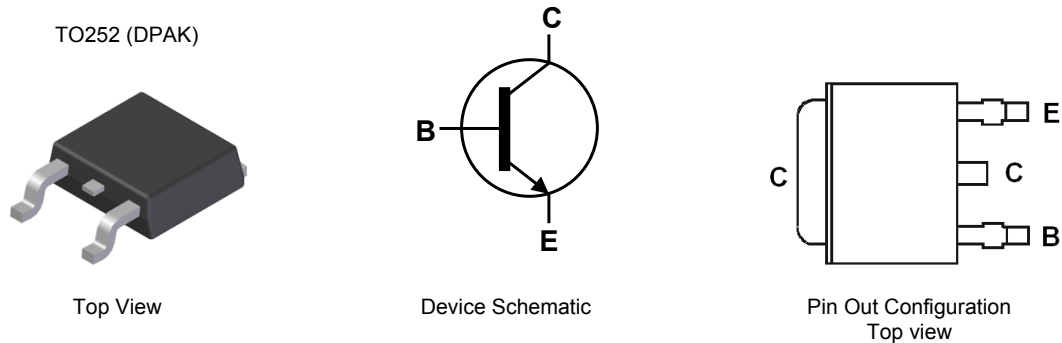 TO252 (DPAK)
Top View
C
B
E
Device Schematic
C
E
C
B
Pin Out Configuration
Top view